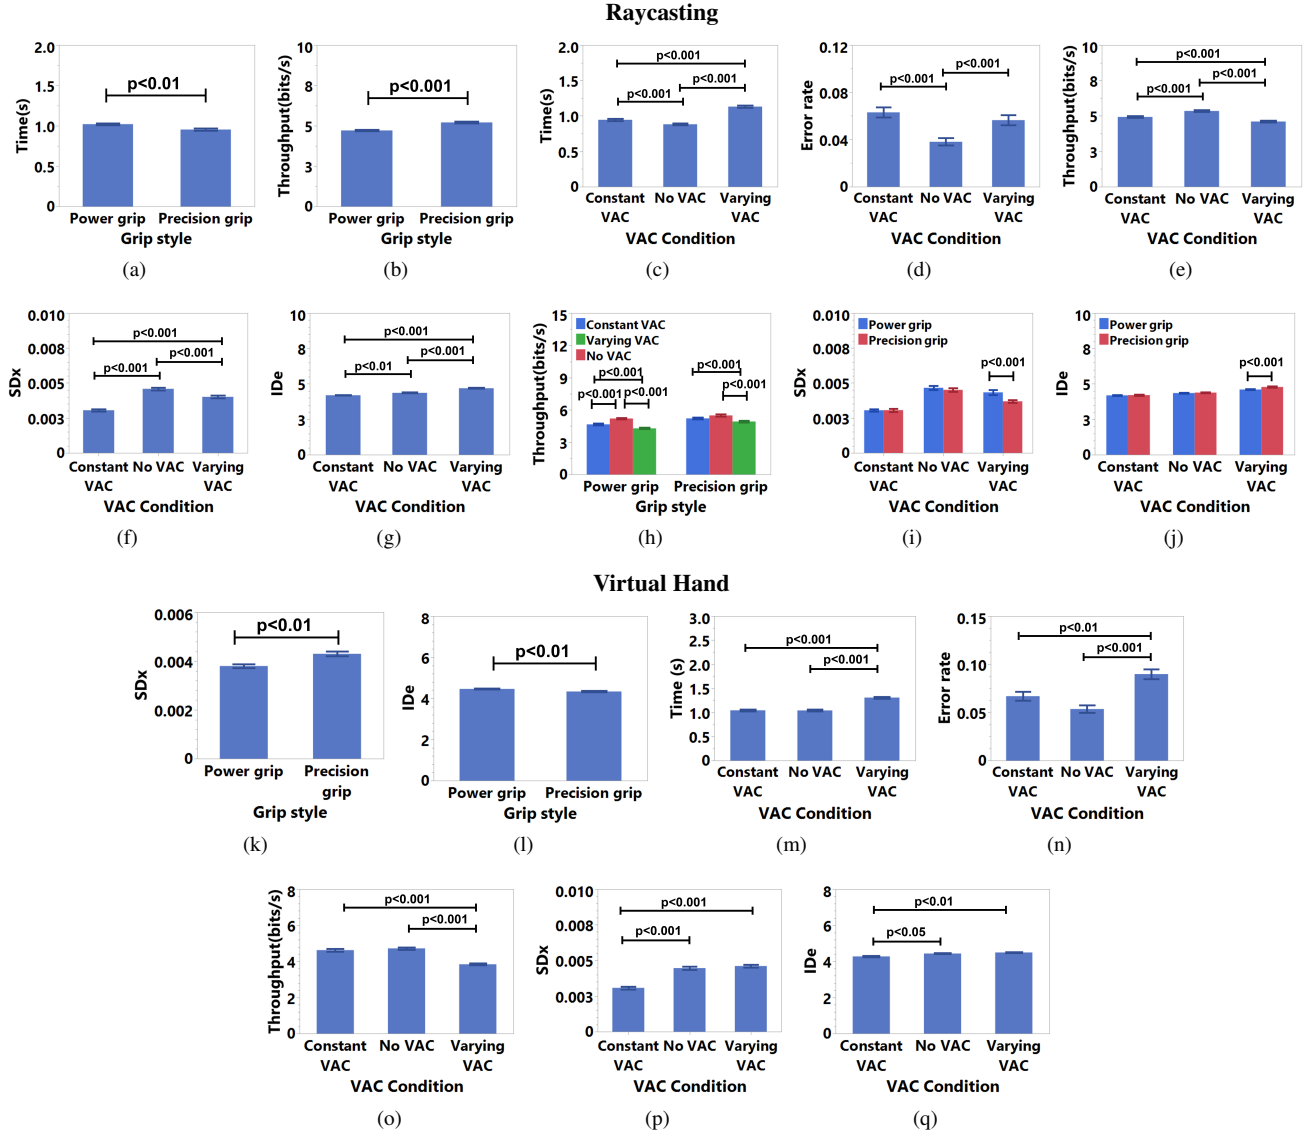 Raycasting
2.0
1.5
1.0
0.5
0
Time(s)
p<0.01
Power grip Precision grip
Grip style
(a)
10
8
5
3
0
Throughput(bits/s)
p<0.001
Power grip Precision grip
Grip style
(b)
2.0
1.5
1.0
0.5
0
Time(s)
p<0.001
p<0.001
p<0.001
Constant No VAC Varying
VAC VAC
VAC Condition
(c)
0.12
0.08
0.04
0
Error rate
p<0.001
p<0.001
Constant No VAC Varying
VAC VAC
VAC Condition
(d)
10
8
5
3
0
Throughput(bits/s)
p<0.001
p<0.001
p<0.001
Constant No VAC Varying
VAC VAC
VAC Condition
(e)
0.010
0.008
0.005
0.003
0
SDx
p<0.001
p<0.001
p<0.001
Constant No VAC Varying
VAC VAC
VAC Condition
(f)
10
8
5
3
0
IDe
p<0.001
p<0.001
p<0.01
Constant No VAC Varying
VAC VAC
VAC Condition
(g)
15
12
9
6
3
0
Throughput(bits/s)
Constant VAC
Varying VAC
No VAC
p<0.001
p<0.001 p<0.001
p<0.001
p<0.001
Power grip Precision grip
Grip style
(h)
0.010
0.008
0.005
0.003
0
SDx
Power grip
Precision grip
p<0.001
Constant No VAC Varying
VAC VAC
VAC Condition
(i)
10
8
5
3
0
IDe
Power grip
Precision grip
p<0.001
Constant No VAC Varying
VAC VAC
VAC Condition
(j)
Virtual Hand
0.006
0.004
0.002
0
SDx
p<0.01
Power grip Precision
grip
Grip style
(k)
8
6
4
2
0
IDe
p<0.01
Power grip Precision grip
Grip style
(l)
3.0
2.5
2.0
1.5
1.0
0.5
0
Time (s)
p<0.001
p<0.001
Constant No VAC Varying
VAC VAC
VAC Condition
(m)
0.15
0.10
0.05
0
Error rate
p<0.01
p<0.001
Constant No VAC Varying
VAC VAC
VAC Condition
(n)
8
6
4
2
0
Throughput(bits/s)
p<0.001
p<0.001
Constant No VAC Varying
VAC VAC
VAC Condition
(o)
0.010
0.008
0.005
0.003
0
SDx
p<0.001
p<0.001
Constant No VAC Varying
VAC VAC
VAC Condition
(p)
8
6
4
2
0
IDe
p<0.01
p<0.05
Constant No VAC Varying
VAC VAC
VAC Condition
(q)